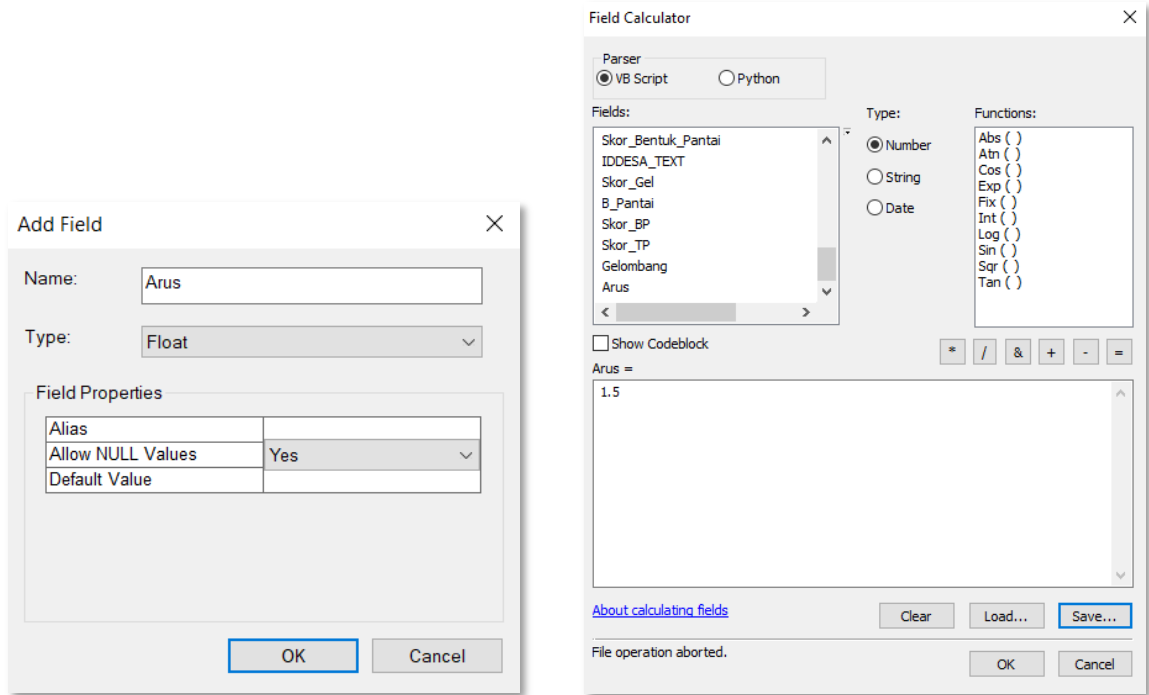 Add Field
Name:
Arus
Type:
Float
Field Properties
Alias
Allow NULL Values Yes
Default Value
OK Cancel
Field Calculator
Parser
VB Script Python
Fields:
Skor_Bentuk_Pantai
IDDESA_TEXT
Skor_Gel
B_Pantai
Skor_BP
Skor_TP
Gelombang
Arus
Type:
Number
String
Date
Functions:
Abs ( )
Atn ( )
Cos ( )
Exp ( )
Fix ( )
Int ( )
Log ( )
Sin ( )
Sqr ( )
Tan ( )
Show Codeblock
* / & + - =
Arus =
1.5
About calculating fields
Clear Load... Save...
File operation aborted.
OK Cancel